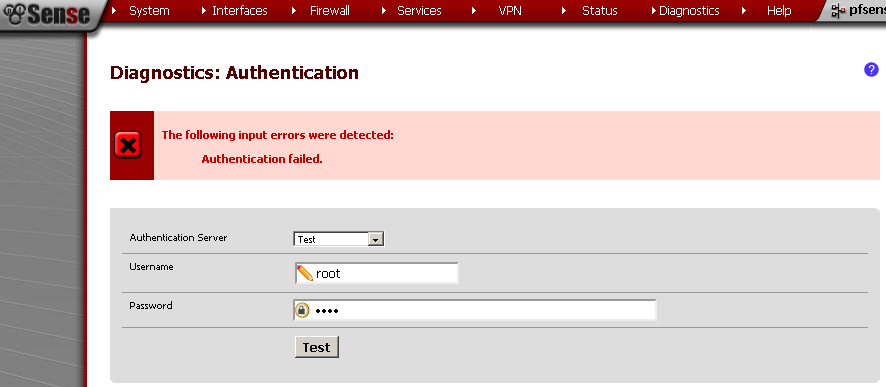 Sense System Interfaces Firewall Services VPN Status Diagnostics Help pfsens
Diagnostics: Authentication ?
The following input errors were detected:
Authentication failed.
Authentication Server Test
Username root
Password ••••
Test